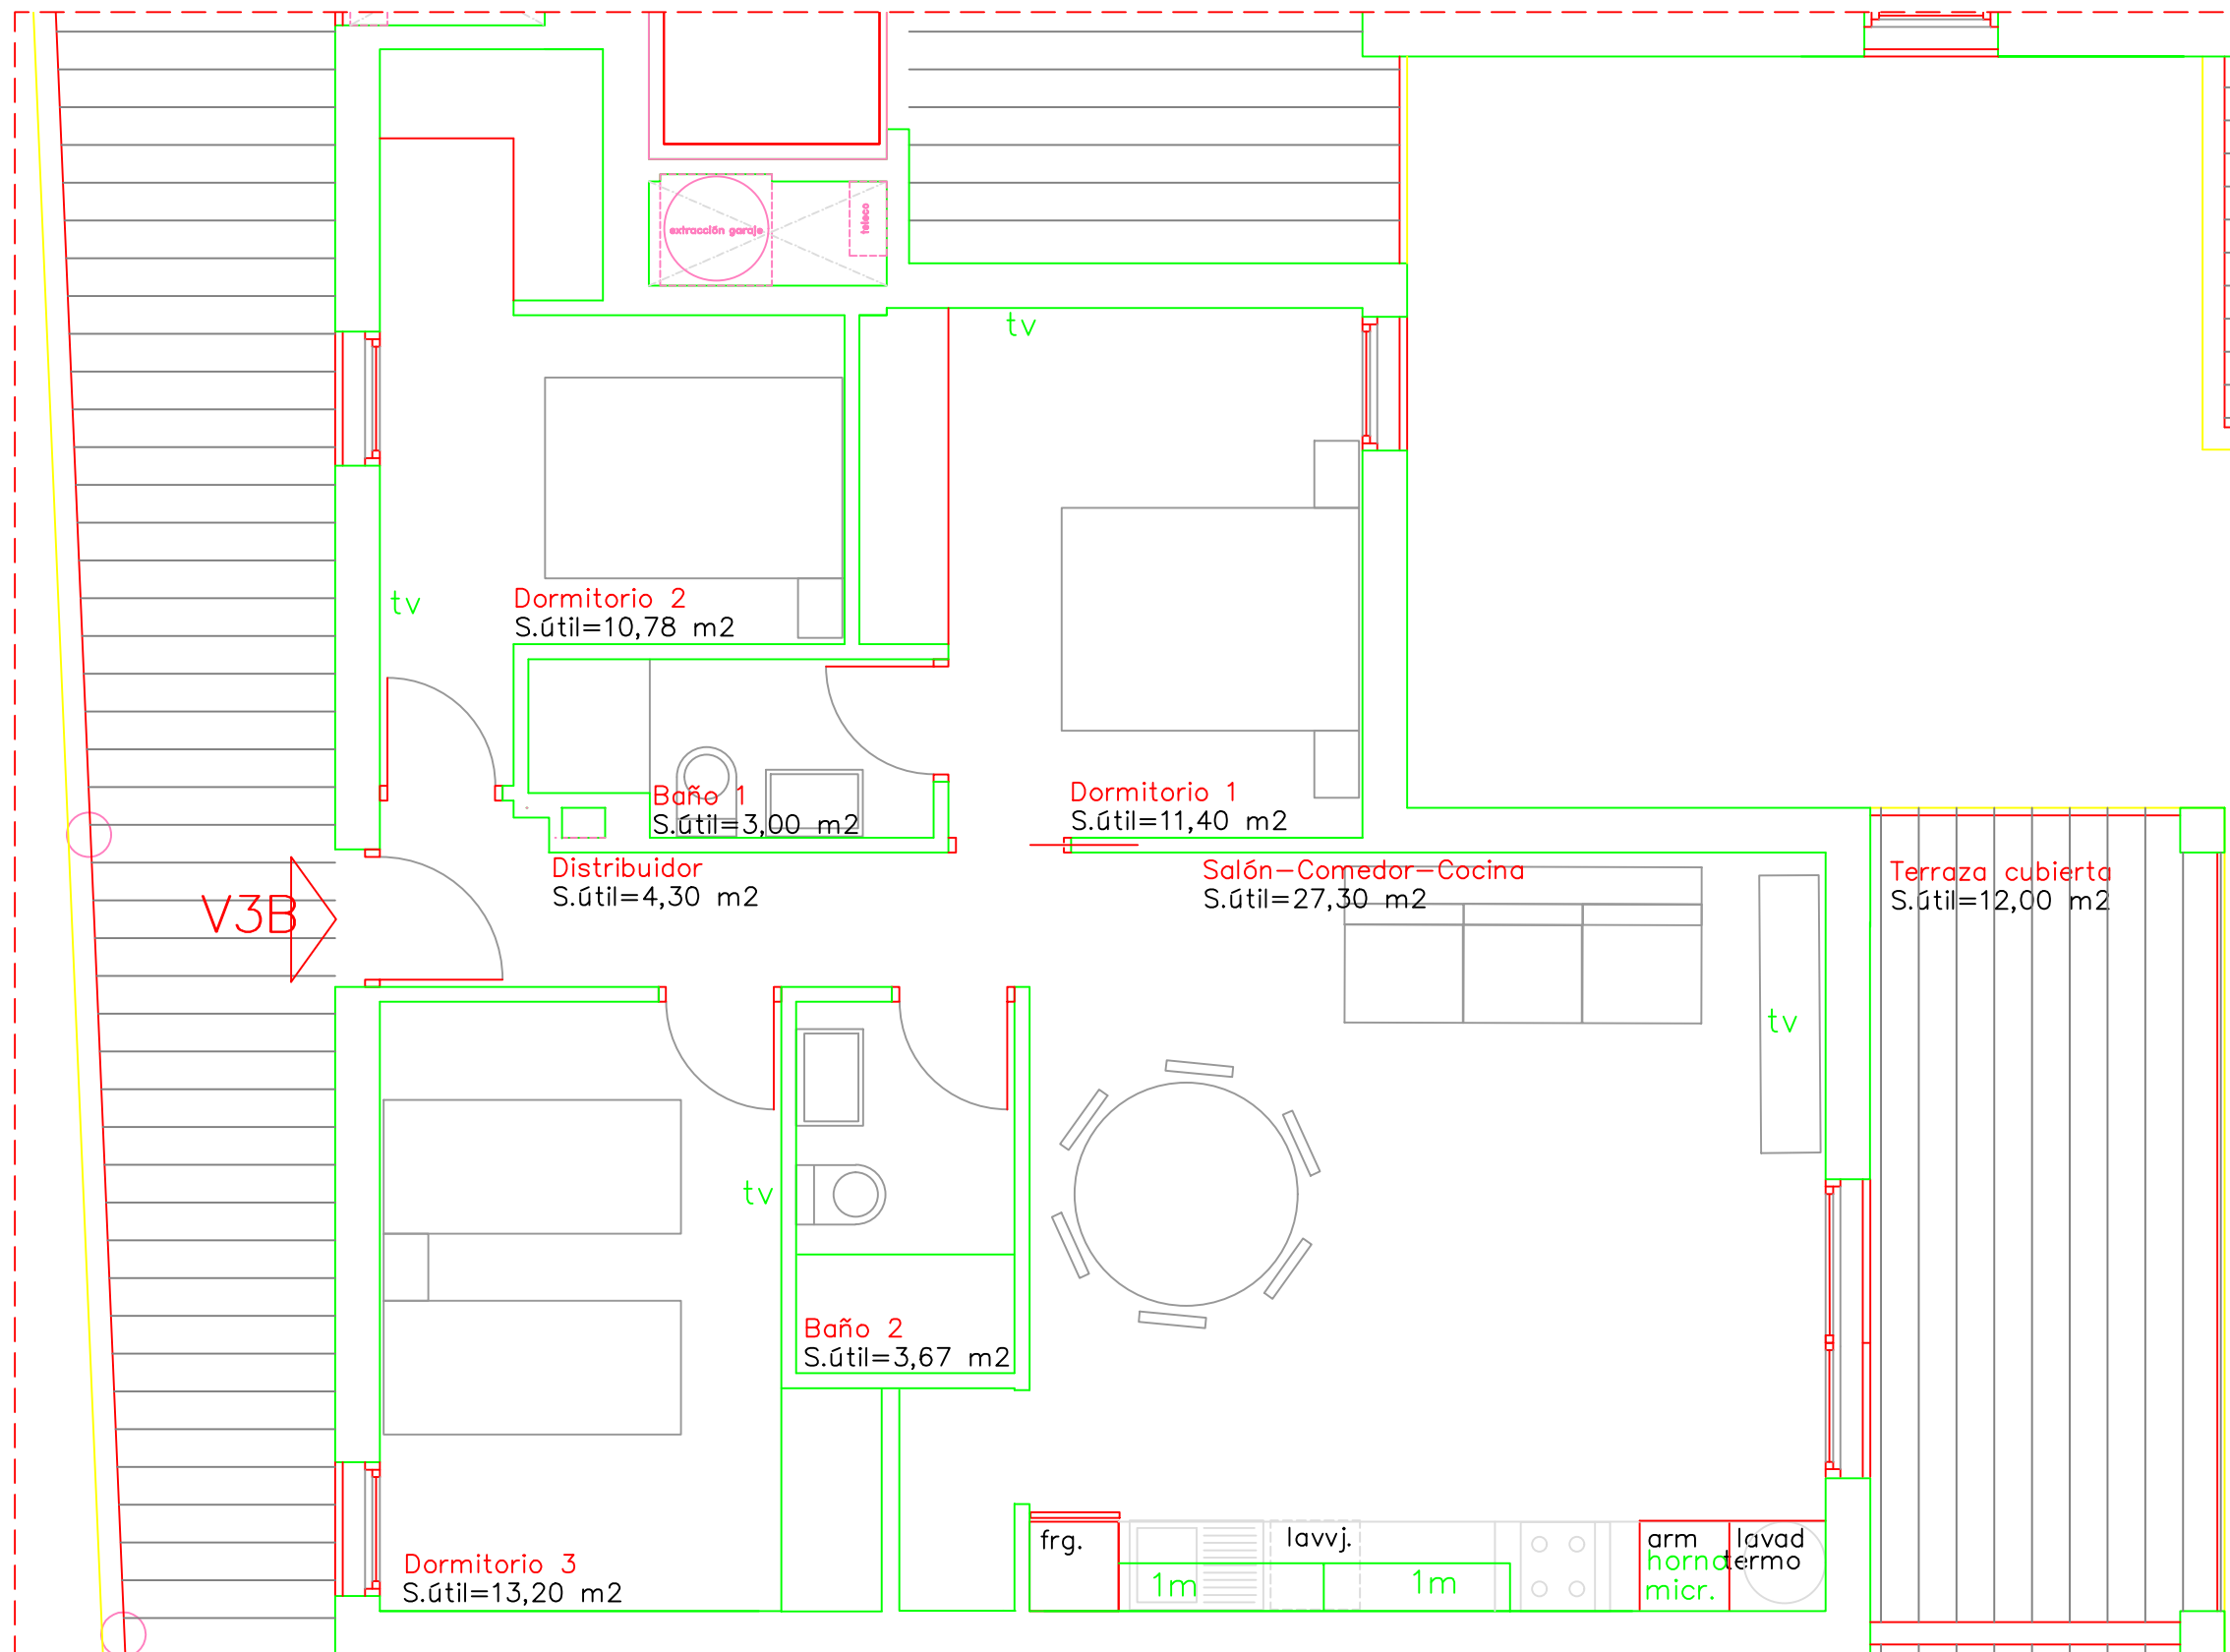 extracción garaje
teleco
tv
tv
Dormitorio 2
S.útil=10,78 m2
Baño 1
S.útil=3,00 m2
Dormitorio 1
S.útil=11,40 m2
Distribuidor
S.útil=4,30 m2
Salón-Comedor-Cocina
S.útil=27,30 m2
Terraza cubierta
S.útil=12,00 m2
V3B
tv
tv
Baño 2
S.útil=3,67 m2
Dormitorio 3
S.útil=13,20 m2
frg.
lavvj.
1m
1m
arm
horno
micr.
lavad
termo